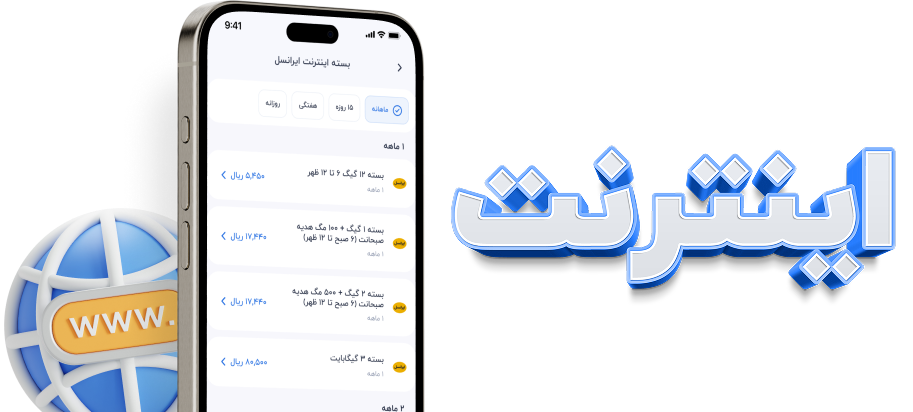 9:41
بسته اینترنت ایرانسل
ماهانه
۱۵ روزه
هفتگی
روزانه
۱ ماهه
بسته ۱۲ گیگ ۶ تا ۱۲ ظهر
۱ ماهه
۵,۴۵۰ ریال
بسته ۱ گیگ + ۱۰۰ مگ هدیه
صبحانت (۶ صبح تا ۱۲ ظهر)
۱ ماهه
۱۷,۴۴۰ ریال
بسته ۲ گیگ + ۵۰۰ مگ هدیه
صبحانت (۶ صبح تا ۱۲ ظهر)
۱ ماهه
۱۷,۴۴۰ ریال
بسته ۳ گیگابایت
۱ ماهه
۸۰,۵۰۰ ریال
۲ ماهه
www.
اینترنت